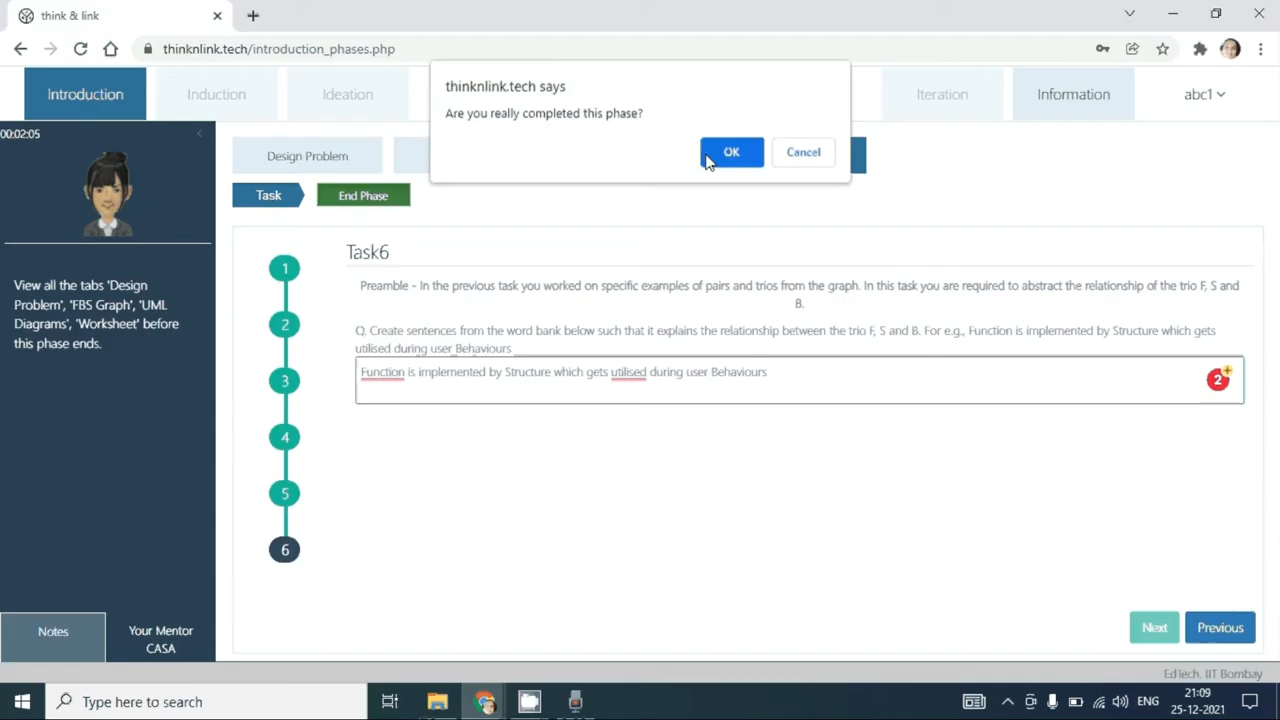 think & link
thinknlink.tech/introduction_phases.php
Introduction
Induction
Ideation
Iteration
Information
abc1
thinknlink.tech says
Are you really completed this phase?
OK
Cancel
00:02:05
Design Problem
Task
End Phase
View all the tabs 'Design
Problem', 'FBS Graph', 'UML
Diagrams', 'Worksheet' before
this phase ends.
1
2
3
4
5
6
Task6
Preamble - In the previous task you worked on specific examples of pairs and trios from the graph. In this task you are required to abstract the relationship of the trio F, S and
B.
Q. Create sentences from the word bank below such that it explains the relationship between the trio F, S and B. For e.g., Function is implemented by Structure which gets
utilised during user Behaviours
Function is implemented by Structure which gets utilised during user Behaviours
2
Next
Previous
Notes
Your Mentor
CASA
EdTech, IIT Bombay
Type here to search
ENG
21:09
25-12-2021